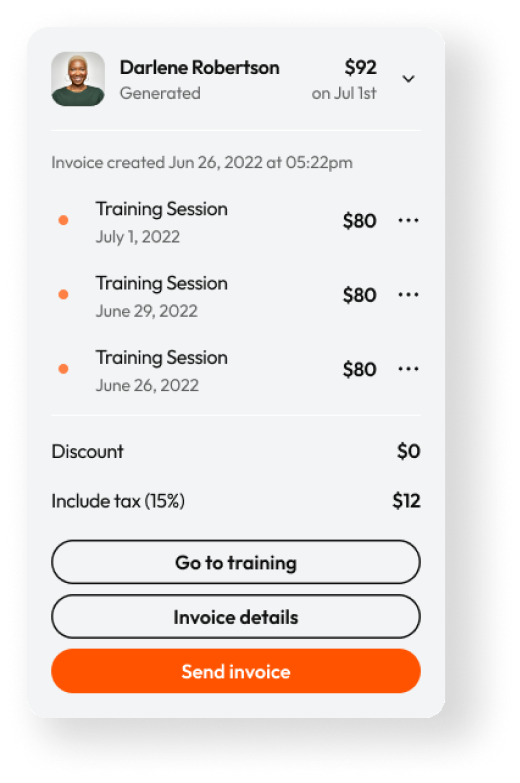 Darlene Robertson $92
Generated on Jul 1st
Invoice created Jun 26, 2022 at 05:22pm
Training Session
$80 ...
July 1, 2022
Training Session
$80 ...
June 29, 2022
Training Session
$80 ...
June 26, 2022
Discount $0
Include tax (15%) $12
Go to training
Invoice details
Send invoice